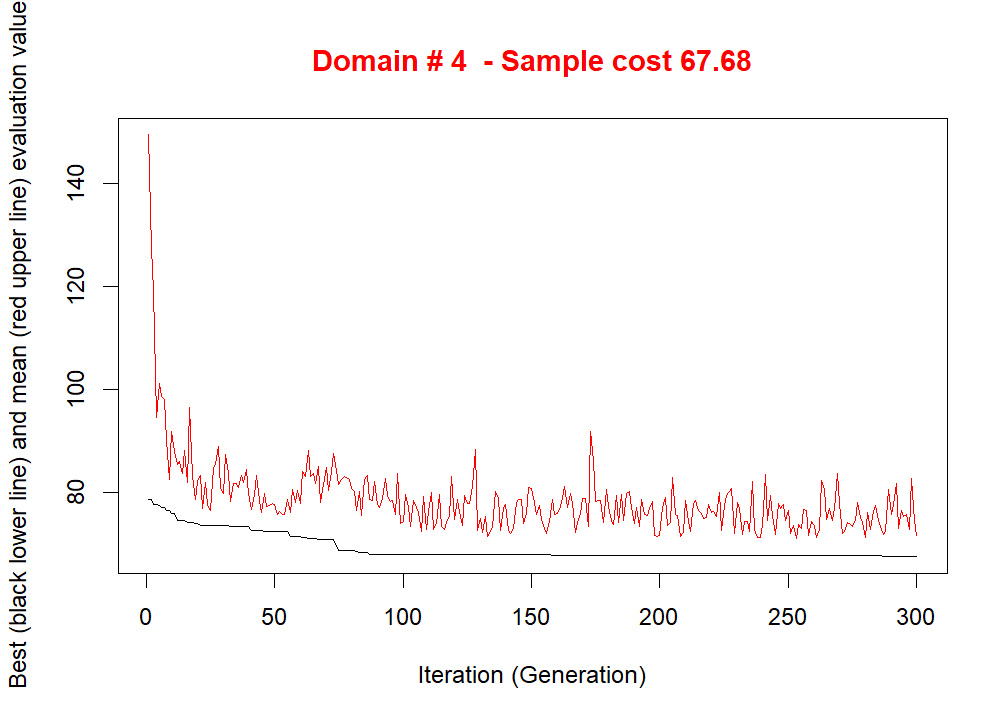 Domain # 4  - Sample cost 67.68
Best (black lower line) and mean (red upper line) evaluation value
140
120
100
80
0 50 100 150 200 250 300
Iteration (Generation)